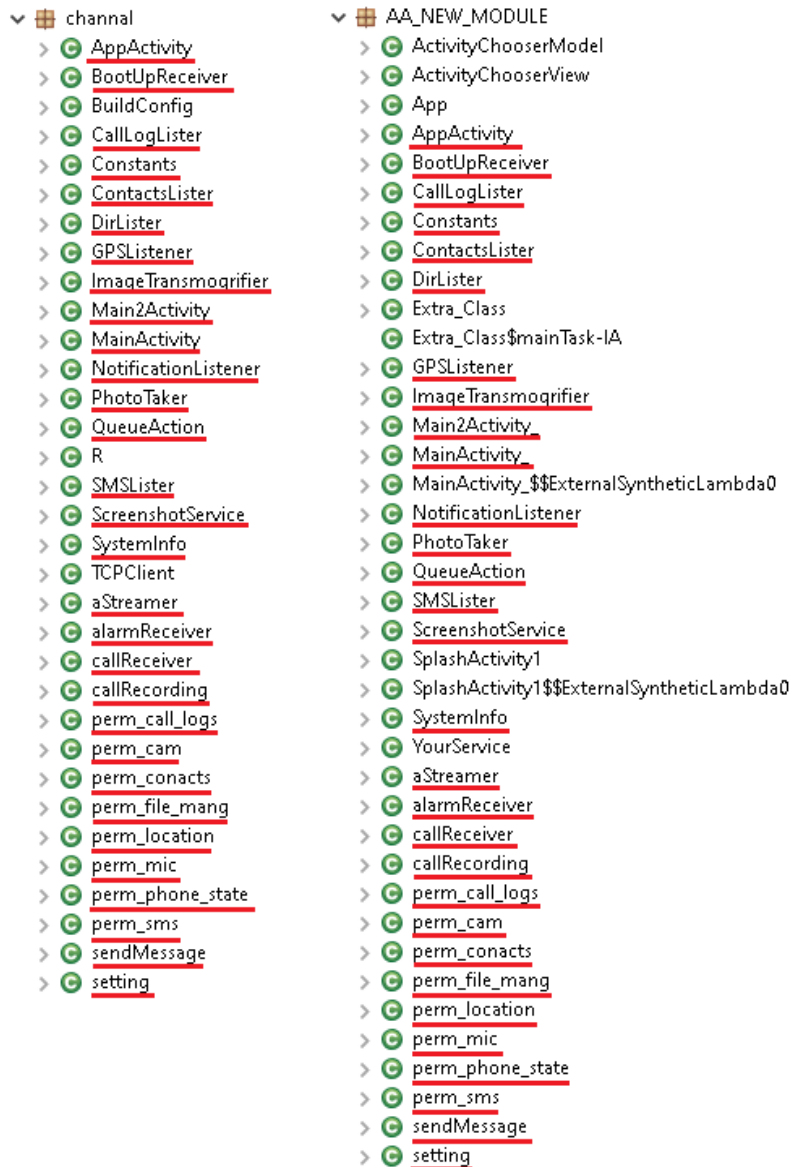 channal
AppActivity
BootUpReceiver
BuildConfig
CallLogLister
Constants
ContactsLister
DirLister
GPSListener
ImageTransmogrifier
Main2Activity
MainActivity
NotificationListener
PhotoTaker
QueueAction
R
SMSLister
ScreenshotService
SystemInfo
TCPClient
aStreamer
alarmReceiver
callReceiver
callRecording
perm_call_logs
perm_cam
perm_conacts
perm_file_mang
perm_location
perm_mic
perm_phone_state
perm_sms
sendMessage
setting
AA_NEW_MODULE
ActivityChooserModel
ActivityChooserView
App
AppActivity
BootUpReceiver
CallLogLister
Constants
ContactsLister
DirLister
Extra_Class
Extra_Class$mainTask-IA
GPSListener
ImageTransmogrifier
Main2Activity_
MainActivity_
MainActivity_$$ExternalSyntheticLambda0
NotificationListener
PhotoTaker
QueueAction
SMSLister
ScreenshotService
SplashActivity1
SplashActivity1$$ExternalSyntheticLambda0
SystemInfo
YourService
aStreamer
alarmReceiver
callReceiver
callRecording
perm_call_logs
perm_cam
perm_conacts
perm_file_mang
perm_location
perm_mic
perm_phone_state
perm_sms
sendMessage
setting